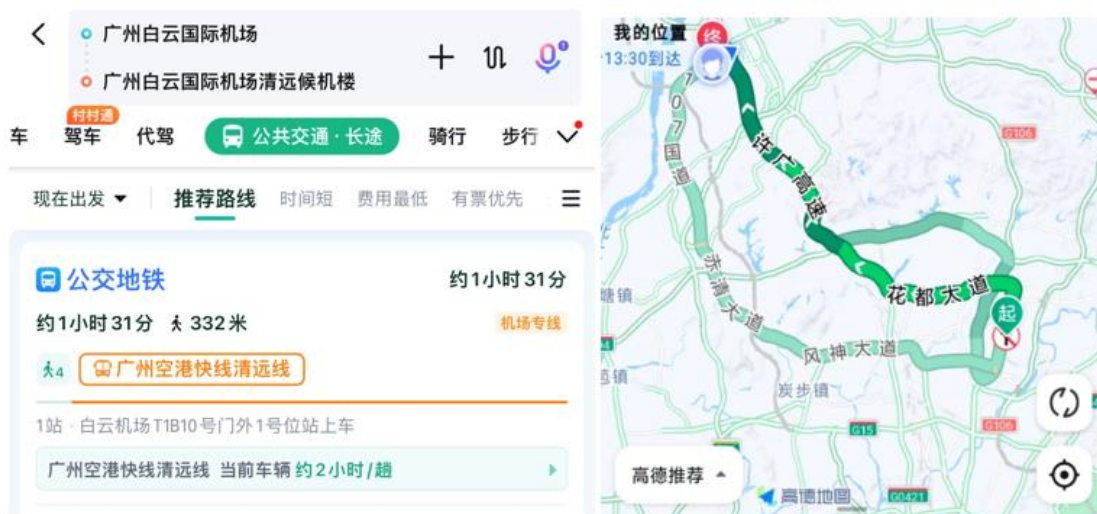 广州白云国际机场
广州白云国际机场清远候机楼
村村通
车 驾车 代驾 公共交通·长途 骑行 步行
现在出发 推荐路线 时间短 费用最低 有票优先
公交地铁 约1小时31分
约1小时31分 332米 机场专线
4 广州空港快线清远线
1站 · 白云机场T1B10号门外1号位站上车
广州空港快线清远线 当前车辆 约2小时/趟
我的位置
终
13:30到达
107国道
许广高速
G106
赤清大道
花都大道
起
风神大道
炭步镇
G15
G106
高德推荐
高德地图
G0421